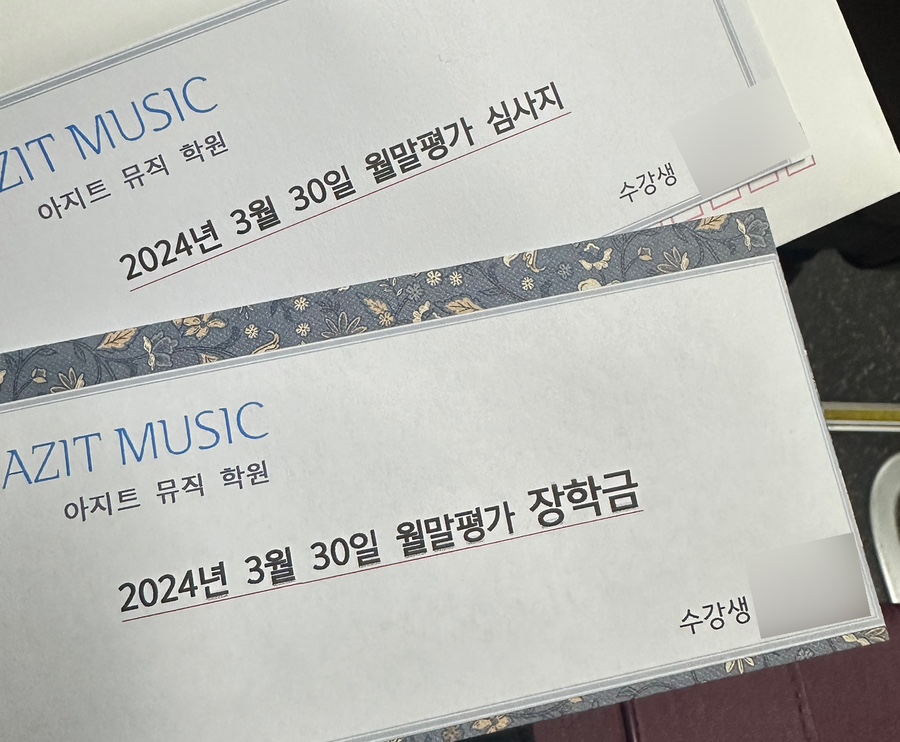 ZIT MUSIC
아지트 뮤직 학원
2024년 3월 30일 월말평가 심사지
수강생
AZIT MUSIC
아지트 뮤직 학원
2024년 3월 30일 월말평가 장학금
수강생